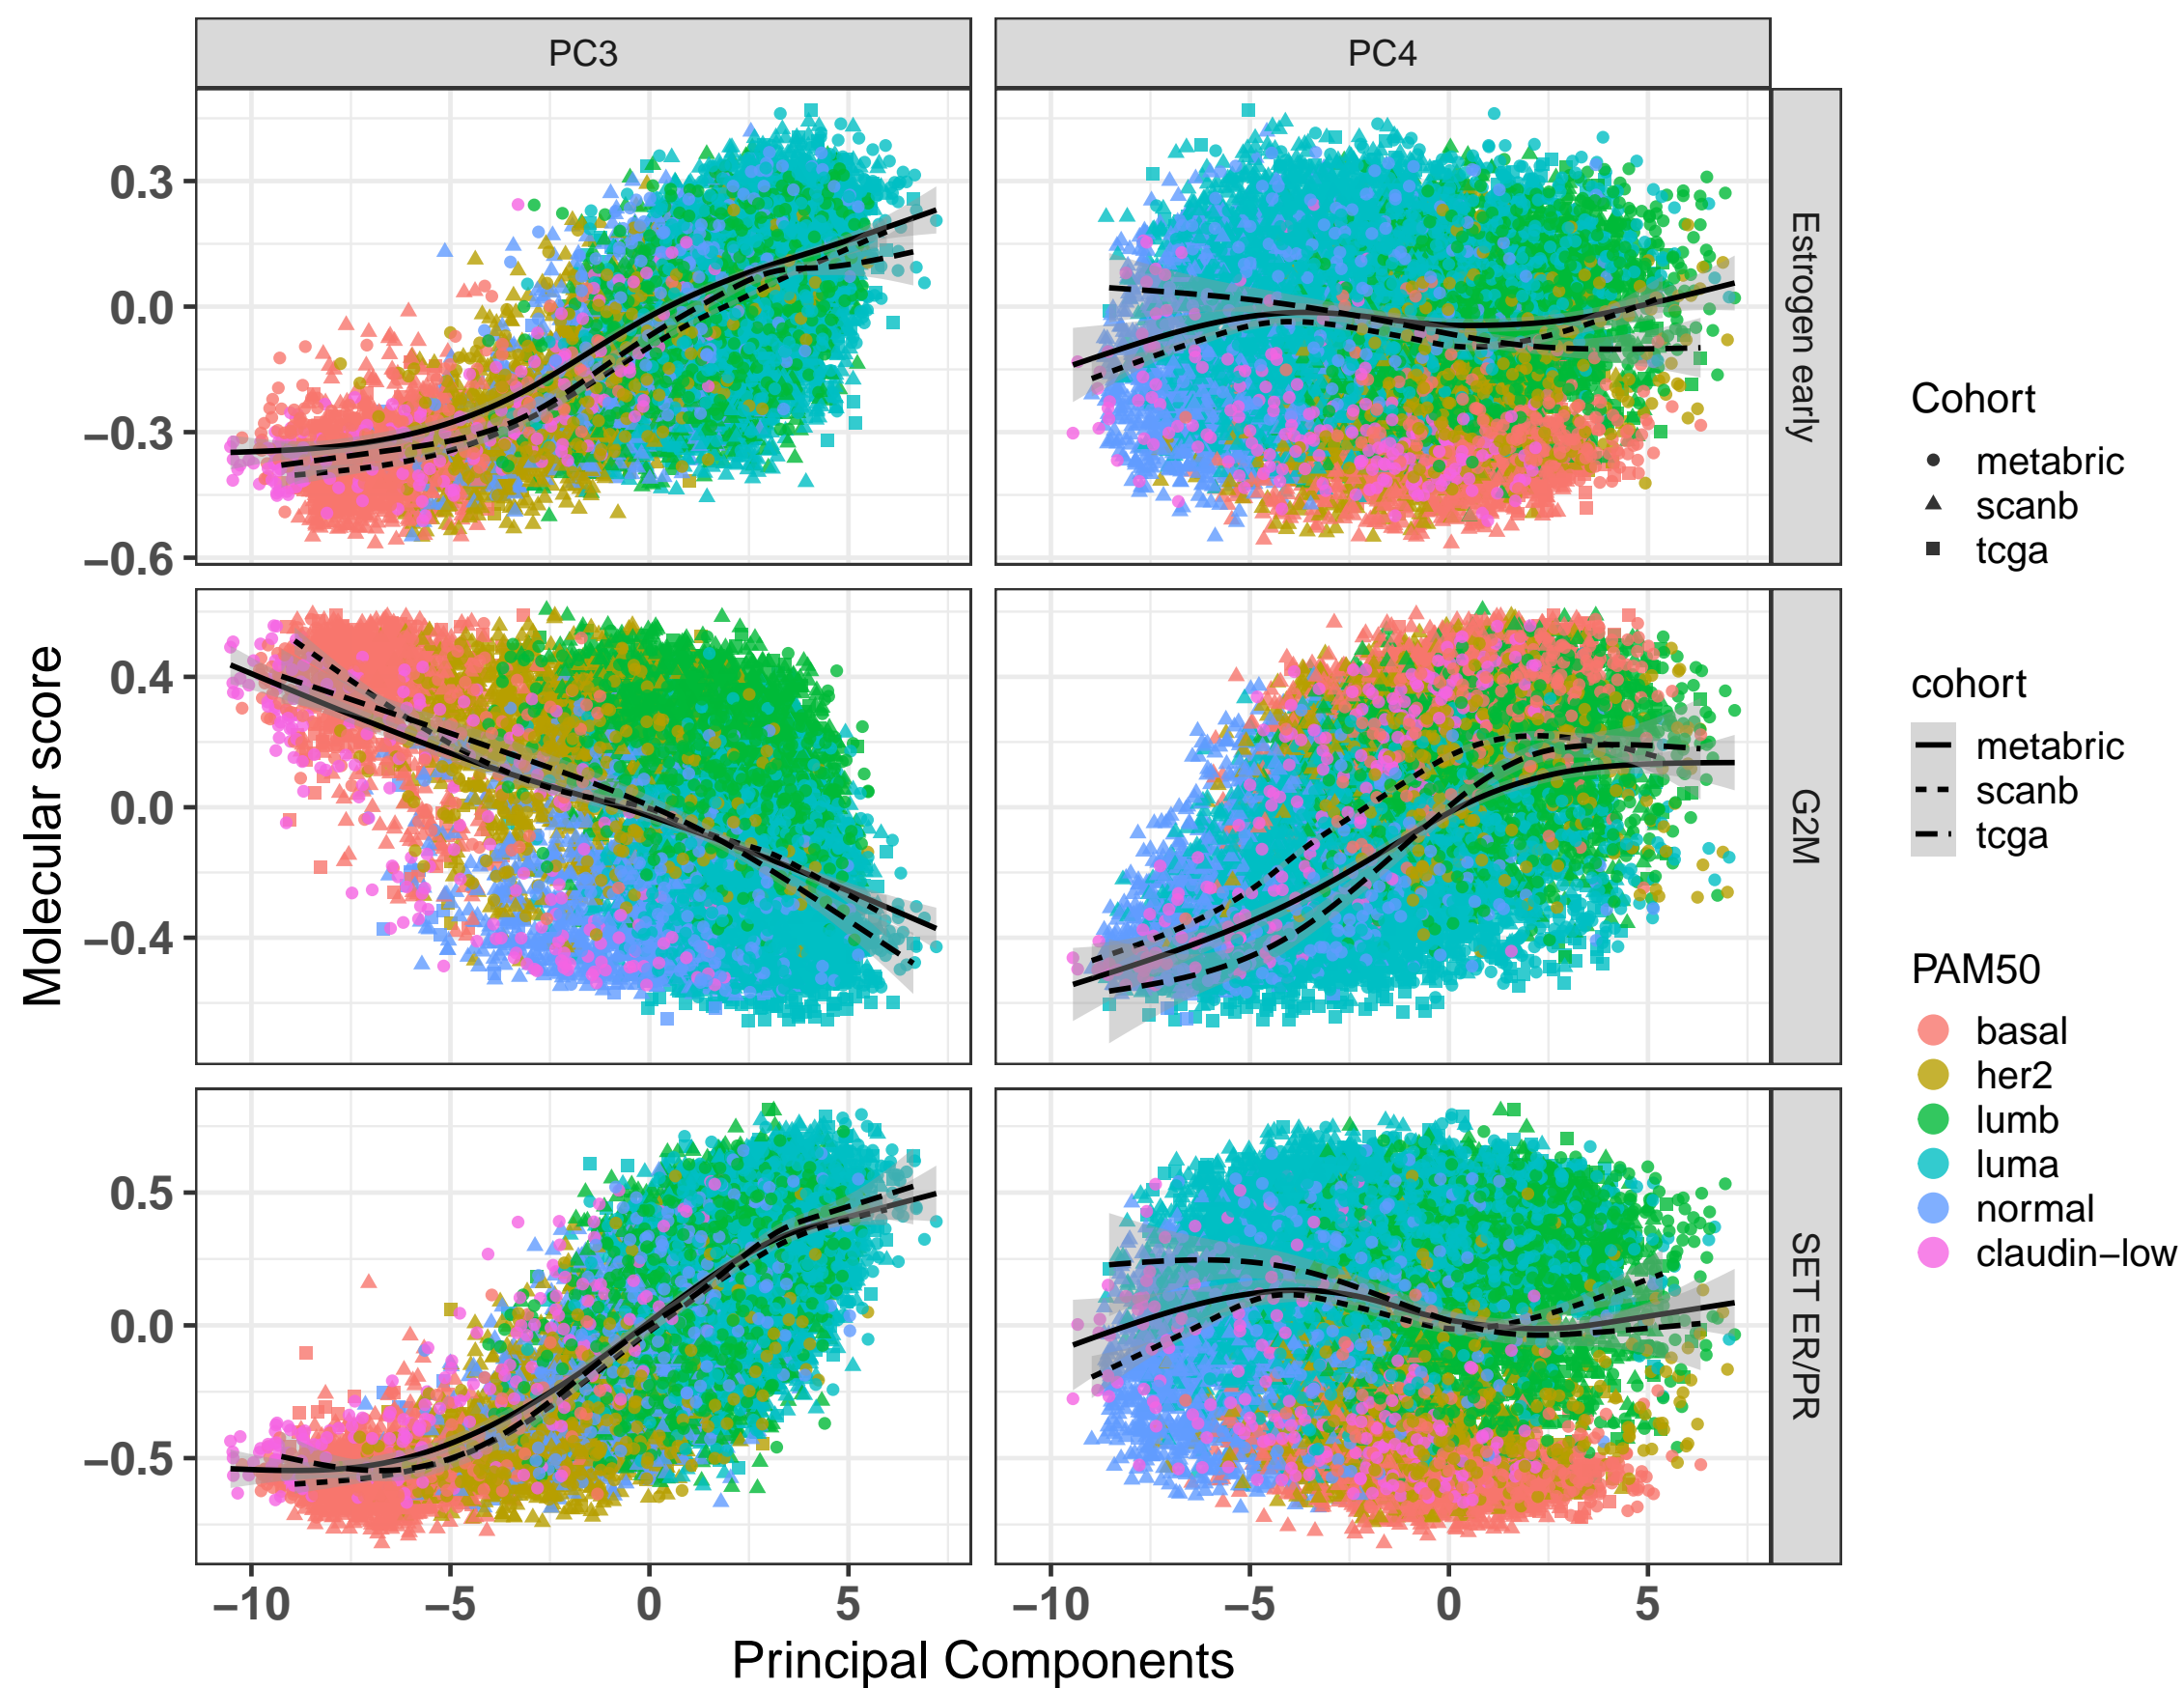 PC3
PC4
0.3
0.0
−0.3
−0.6
Estrogen early
0.4
0.0
−0.4
G2M
0.5
0.0
−0.5
SET ER/PR
−10
−5
0
5
−10
−5
0
5
Principal Components
Molecular score
Cohort
metabric
scanb
tcga
cohort
metabric
scanb
tcga
PAM50
basal
her2
lumb
luma
normal
claudin−low